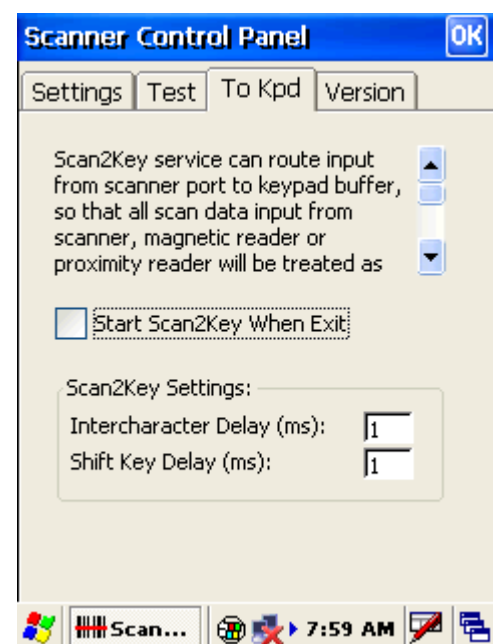 Scanner Control Panel OK
Settings Test To Kpd Version
Scan2Key service can route input
from scanner port to keypad buffer,
so that all scan data input from
scanner, magnetic reader or
proximity reader will be treated as
Start Scan2Key When Exit
Scan2Key Settings:
Intercharacter Delay (ms): 1
Shift Key Delay (ms): 1
Scan... 7:59 AM